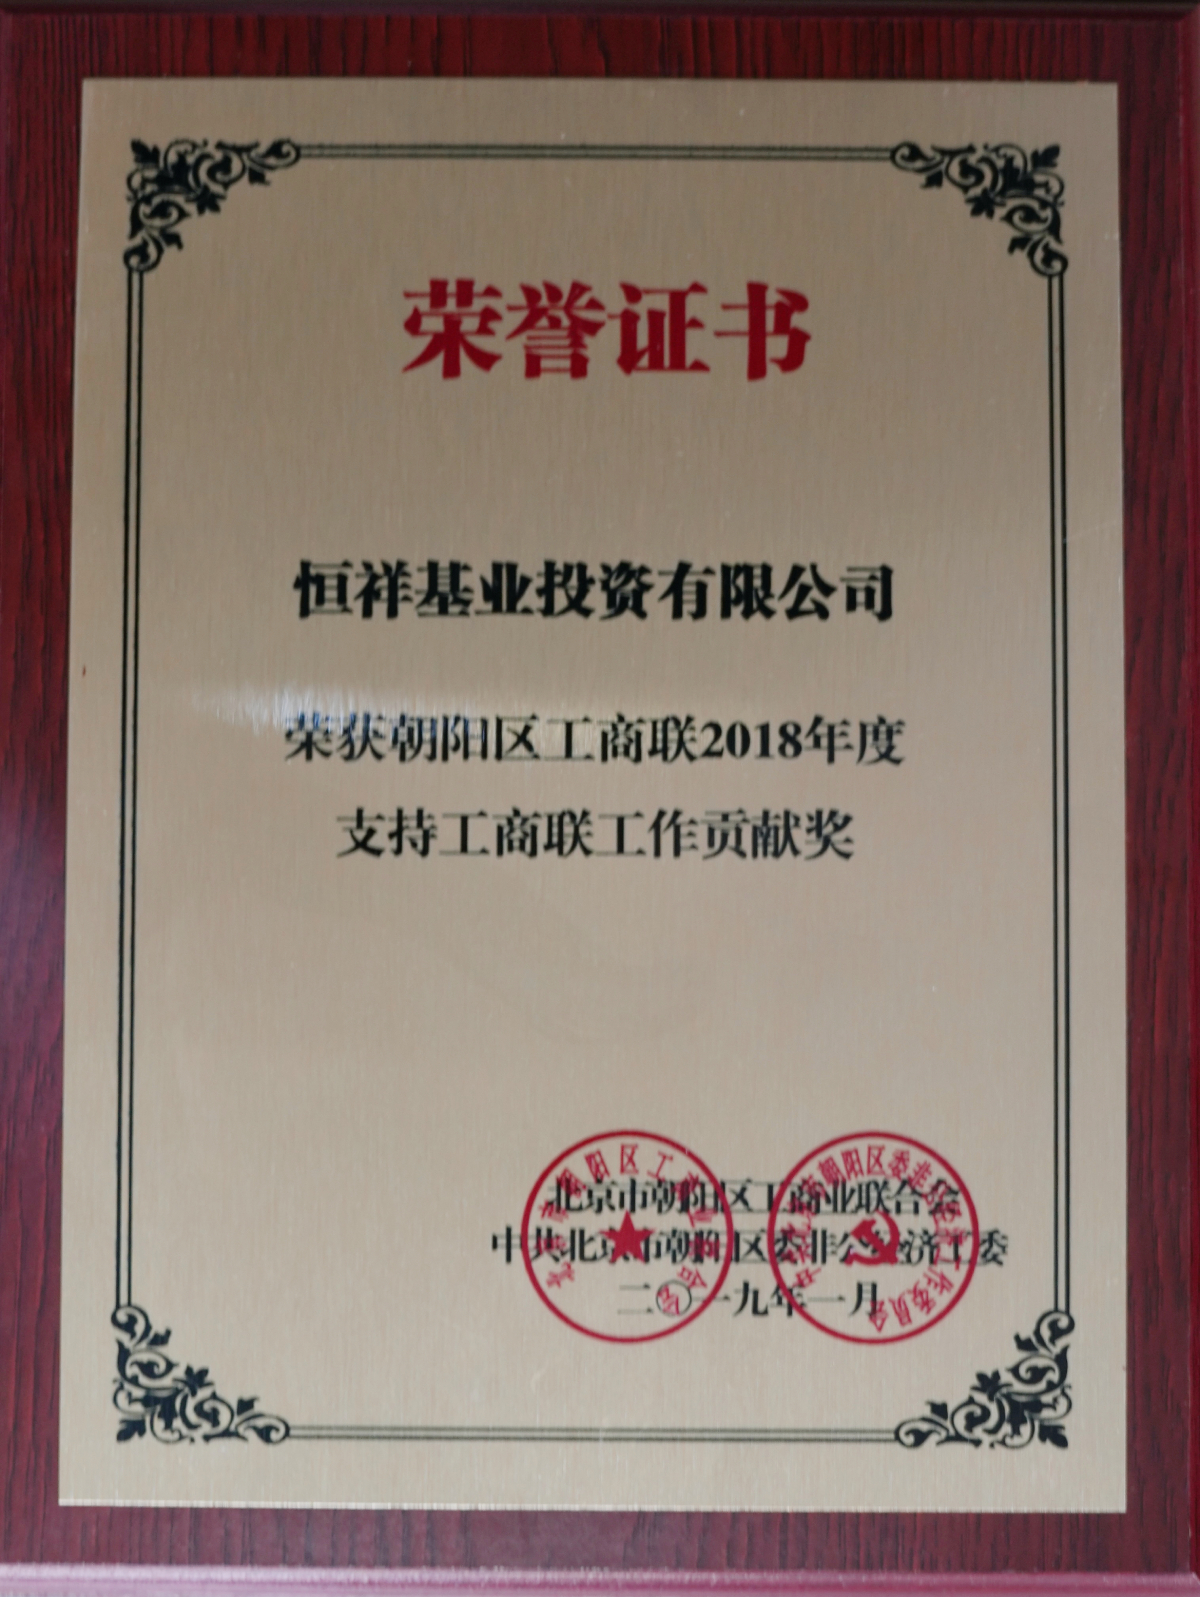 荣誉证书
恒祥基业投资有限公司
荣获朝阳区工商联2018年度
支持工商联工作贡献奖
北京市朝阳区工商业联合会
中共北京市朝阳区委非公经济工委
二〇一九年一月